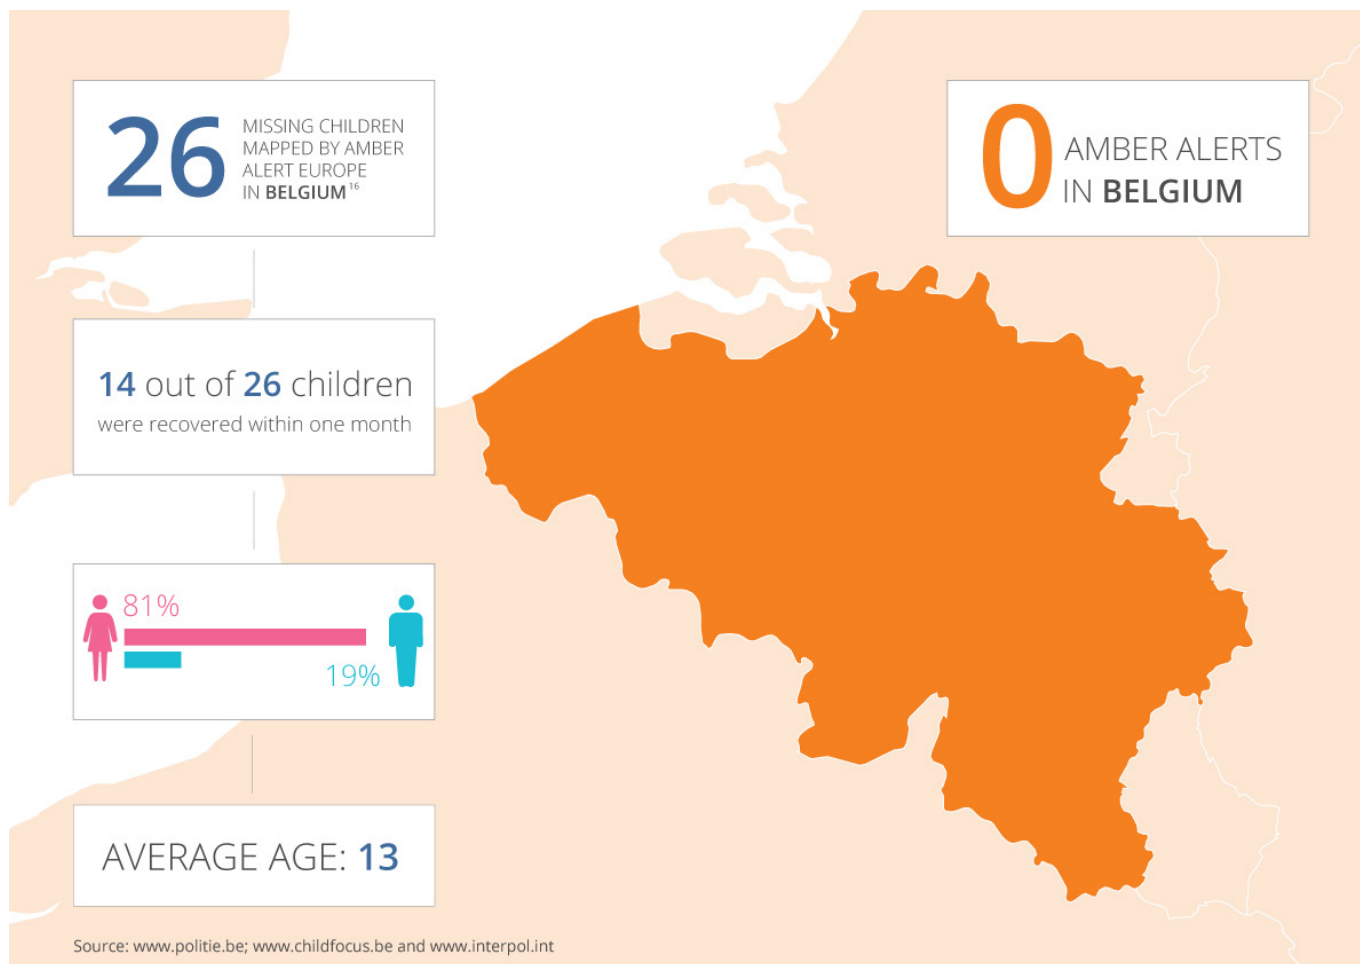 26
MISSING CHILDREN
MAPPED BY AMBER
ALERT EUROPE
IN BELGIUM 16
0
AMBER ALERTS
IN BELGIUM
14 out of 26 children
were recovered within one month
81%
19%
AVERAGE AGE: 13
Source: www.politie.be; www.childfocus.be and www.interpol.int